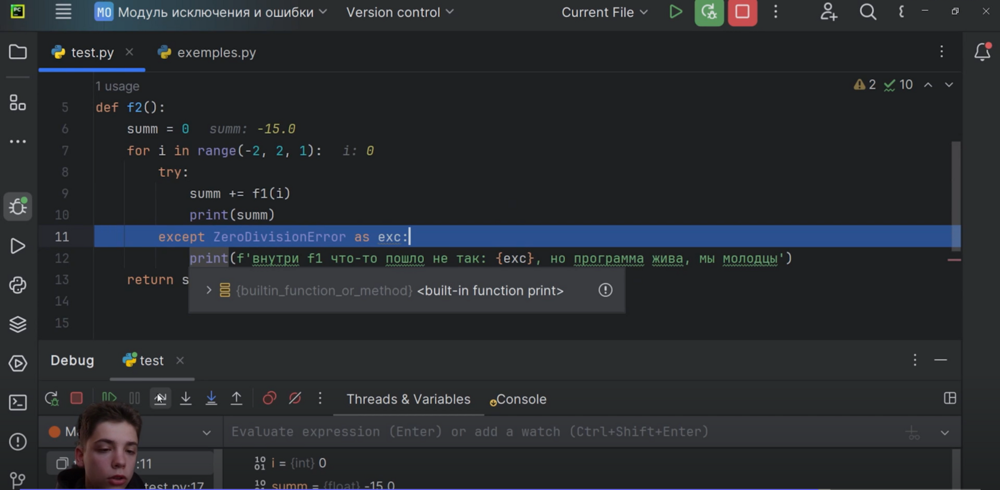 MO Модуль исключения и ошибки Version control Current File
test.py exemples.py
1 usage 2 10
5 def f2():
6 summ = 0 summ: -15.0
7 for i in range(-2, 2, 1): i: 0
8 try:
9 summ += f1(i)
10 print(summ)
11 except ZeroDivisionError as exc:
12 print(f'внутри f1 что-то пошло не так: {exc}, но программа жива, мы молодцы')
13 return s
{builtin_function_or_method} <built-in function print>
14
15
Debug test
Threads & Variables Console
Evaluate expression (Enter) or add a watch (Ctrl+Shift+Enter)
:11 i = {int} 0
test.py:17 summ = {float} -15.0